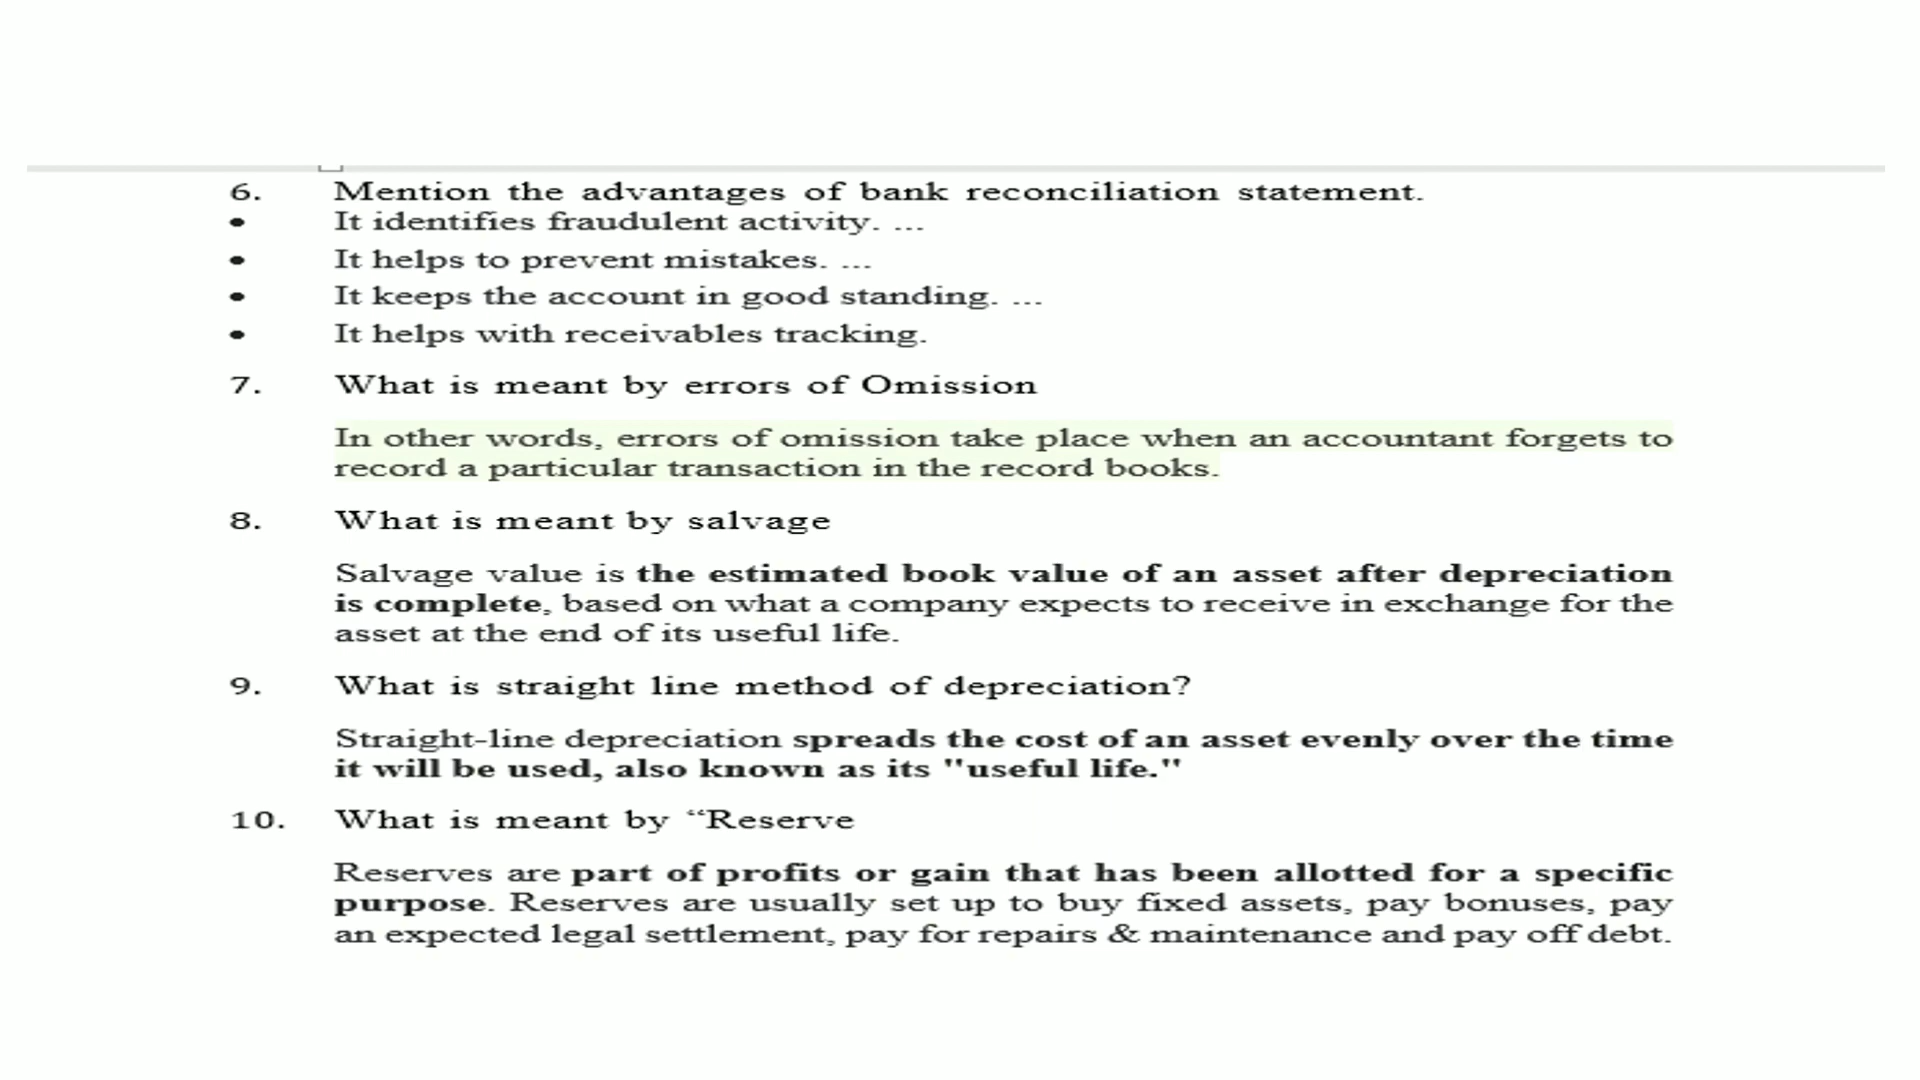 6. Mention the advantages of bank reconciliation statement.
• It identifies fraudulent activity. ...
• It helps to prevent mistakes. ...
• It keeps the account in good standing. ...
• It helps with receivables tracking.
7. What is meant by errors of Omission
In other words, errors of omission take place when an accountant forgets to
record a particular transaction in the record books.
8. What is meant by salvage
Salvage value is the estimated book value of an asset after depreciation
is complete, based on what a company expects to receive in exchange for the
asset at the end of its useful life.
9. What is straight line method of depreciation?
Straight-line depreciation spreads the cost of an asset evenly over the time
it will be used, also known as its "useful life."
10. What is meant by “Reserve
Reserves are part of profits or gain that has been allotted for a specific
purpose. Reserves are usually set up to buy fixed assets, pay bonuses, pay
an expected legal settlement, pay for repairs & maintenance and pay off debt.